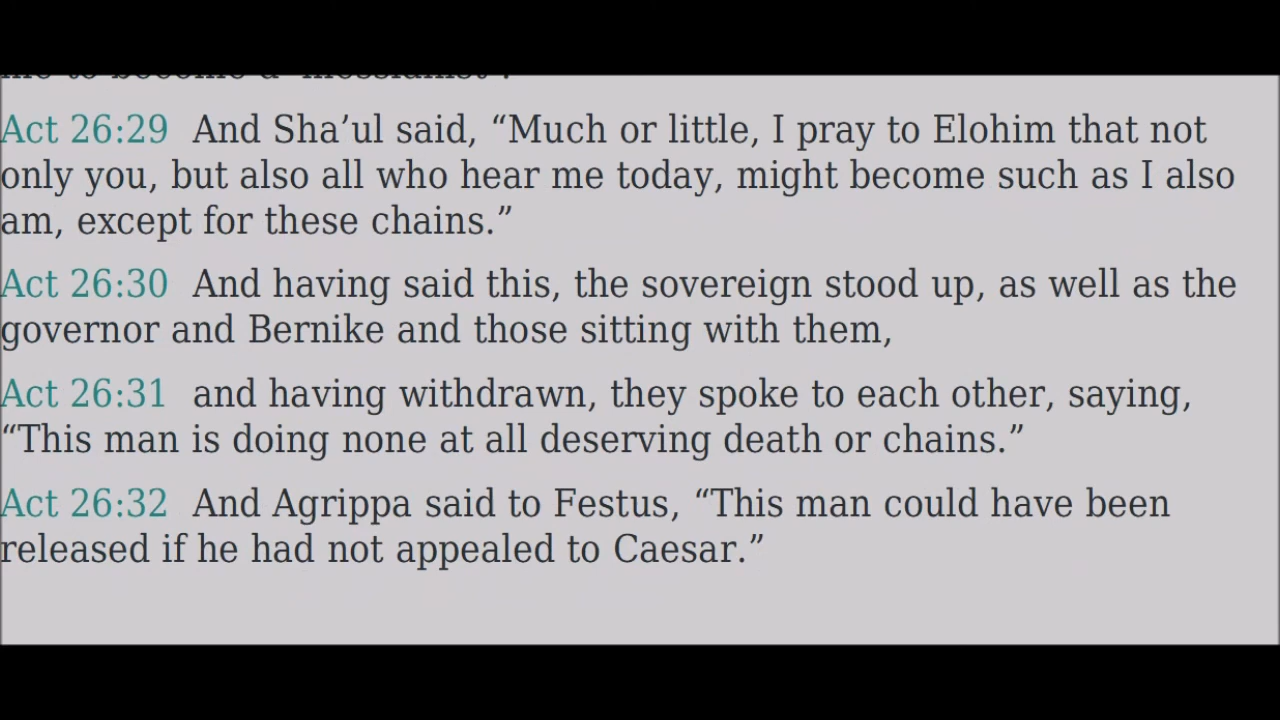 me to become a ‘messianist’.”
Act 26:29 And Sha’ul said, “Much or little, I pray to Elohim that not
only you, but also all who hear me today, might become such as I also
am, except for these chains.”
Act 26:30 And having said this, the sovereign stood up, as well as the
governor and Bernike and those sitting with them,
Act 26:31 and having withdrawn, they spoke to each other, saying,
“This man is doing none at all deserving death or chains.”
Act 26:32 And Agrippa said to Festus, “This man could have been
released if he had not appealed to Caesar.”